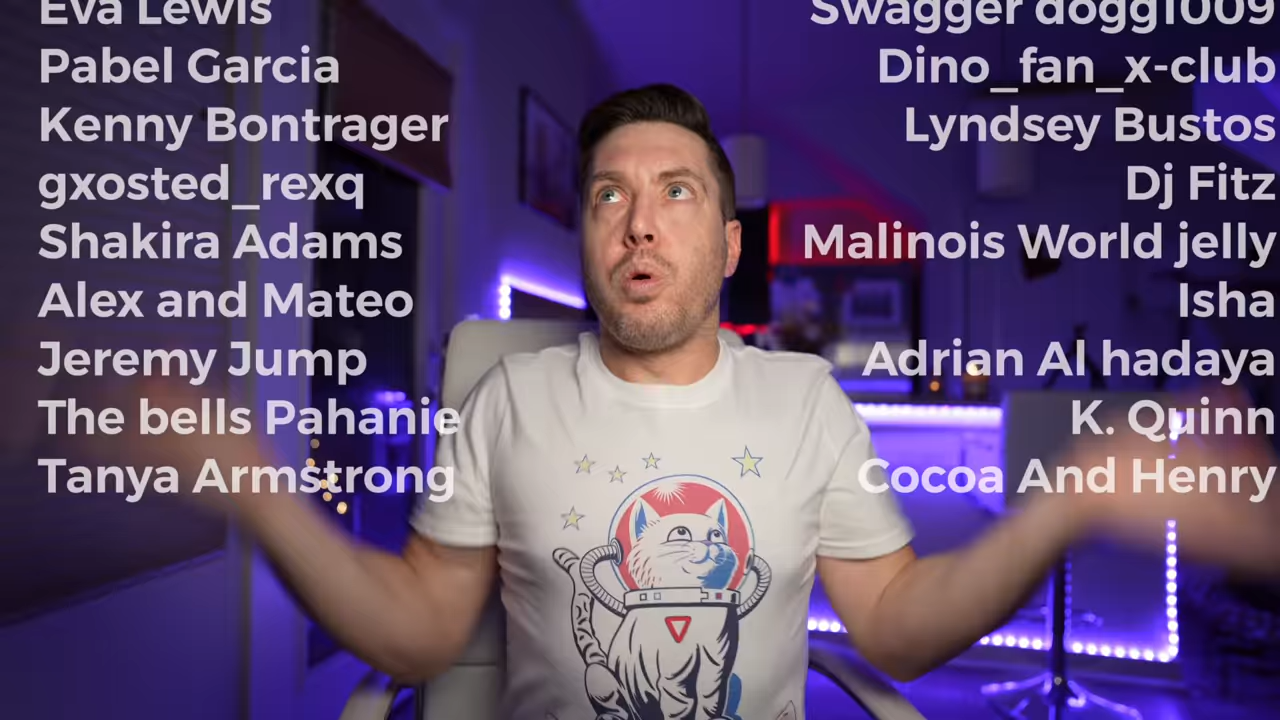 Eva Lewis
Pabel Garcia
Kenny Bontrager
gxosted_rexq
Shakira Adams
Alex and Mateo
Jeremy Jump
The bells Pahanie
Tanya Armstrong
Swagger dogg1009
Dino_fan_x-club
Lyndsey Bustos
Dj Fitz
Malinois World jelly
Isha
Adrian Al hadaya
K. Quinn
Cocoa And Henry